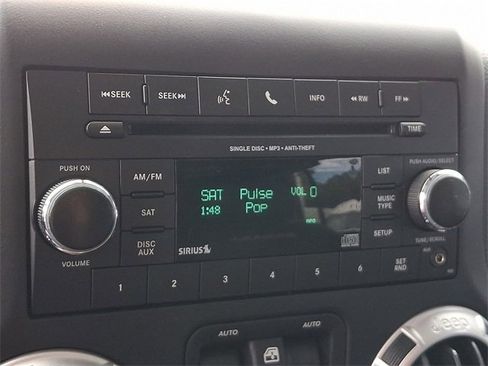 SEEK
SEEK
INFO
RW
FF
TIME
SINGLE DISC • MP3 • ANTI-THEFT
PUSH ON
VOLUME
AM/FM
SAT
DISC AUX
SAT Pulse VOL 0
1:48 Pop
SIRIUS
PUSH AUDIO/SELECT
LIST
MUSIC TYPE
SETUP
TUNE/SCROLL
1 2 3 4 5 6
SET RND
AUX
AUTO AUTO
Jeep